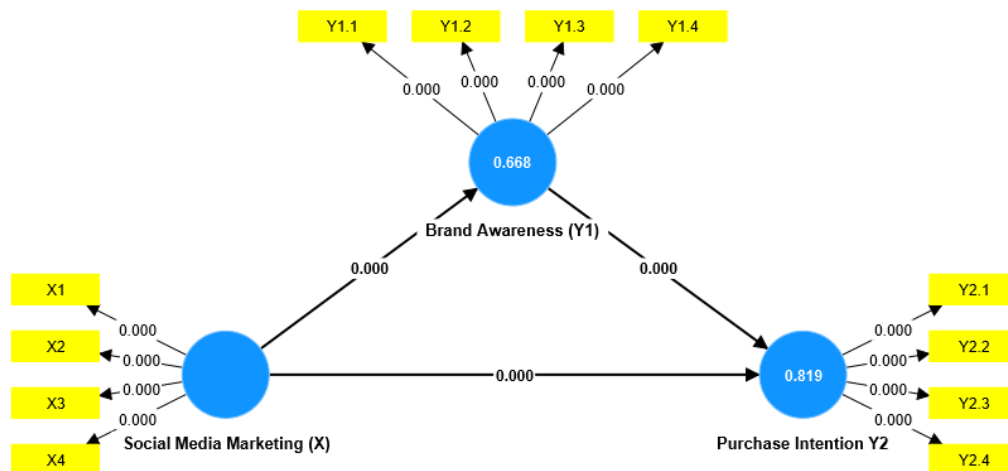 Y1.1
Y1.2
Y1.3
Y1.4
0.000
0.000
0.000
0.000
0.668
Brand Awareness (Y1)
0.000
0.000
X1
Y2.1
0.000
0.000
X2
Y2.2
0.000
0.000
0.000
0.819
0.000
0.000
X3
Y2.3
0.000
0.000
Social Media Marketing (X)
Purchase Intention Y2
X4
Y2.4